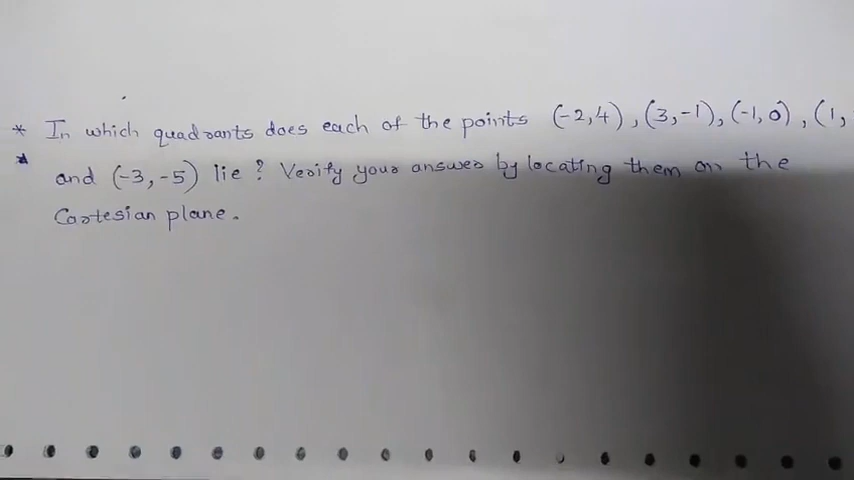 * In which quadrants does each of the points (-2,4), (3,-1), (-1,0), (1,
* and (-3,-5) lie? Verify your answer by locating them on the
Cartesian plane.